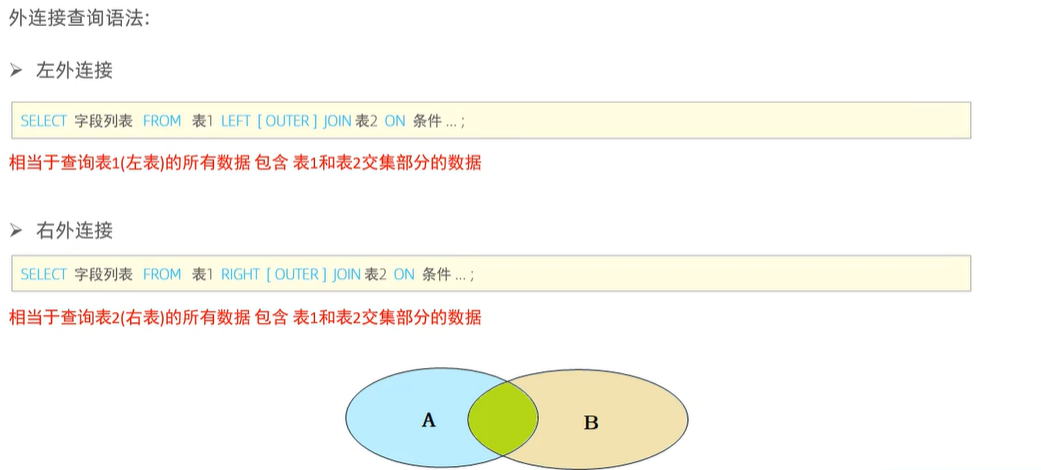 外连接查询语法:
➢ 左外连接
SELECT 字段列表 FROM 表1 LEFT [ OUTER ] JOIN 表2 ON 条件 ... ;
相当于查询表1(左表)的所有数据 包含 表1和表2交集部分的数据
➢ 右外连接
SELECT 字段列表 FROM 表1 RIGHT [ OUTER ] JOIN 表2 ON 条件 ... ;
相当于查询表2(右表)的所有数据 包含 表1和表2交集部分的数据
A B